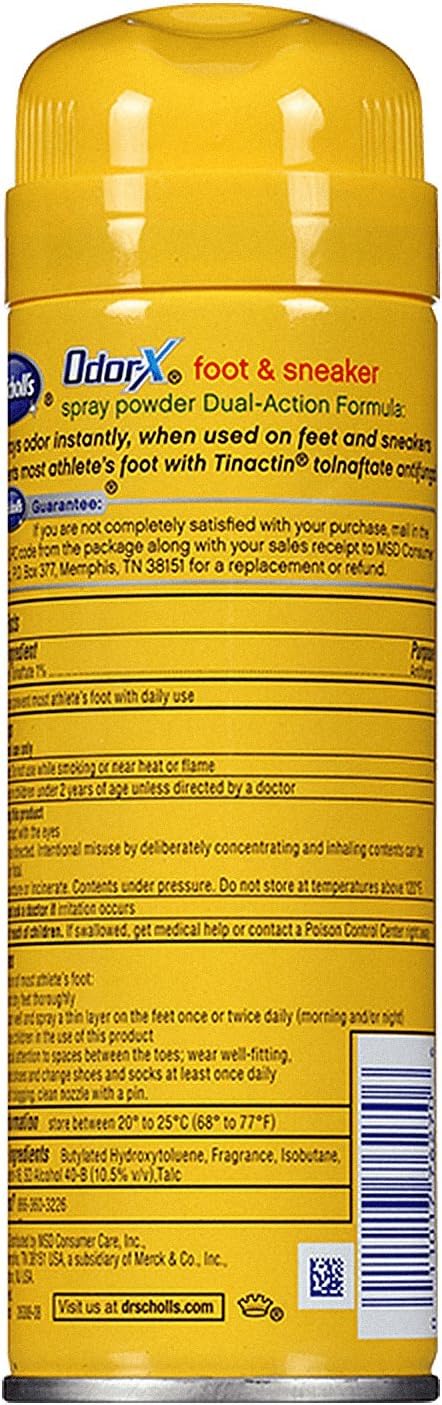 Odor-X® foot & sneaker
spray powder Dual-Action Formula:
odor instantly, when used on feet and sneakers
most athlete's foot with Tinactin® tolnaftate
Guarantee:
If you are not completely satisfied with your purchase, mail in the
code from the package along with your sales receipt to MSD Consumer
P.O. Box 377, Memphis, TN 38151 for a replacement or refund.
1%
most athlete's foot with daily use
only
use while smoking or near heat or flame
children under 2 years of age unless directed by a doctor
this product
with the eyes
Intentional misuse by deliberately concentrating and inhaling contents can be
or incinerate. Contents under pressure. Do not store at temperatures above 120°F
ask a doctor if irritation occurs
of children. If swallowed, get medical help or contact a Poison Control Center right
of most athlete's foot:
feet thoroughly
well and spray a thin layer on the feet once or twice daily (morning and/or night)
children in the use of this product
attention to spaces between the toes; wear well-fitting,
shoes and change shoes and socks at least once daily
clogging, clean nozzle with a pin.
store between 20° to 25°C (68° to 77°F)
Butylated Hydroxytoluene, Fragrance, Isobutane,
SD Alcohol 40-B (10.5% v/v), Talc
866-360-3226
by MSD Consumer Care, Inc.,
TN 38151 USA, a subsidiary of Merck & Co., Inc.,
USA.
Visit us at drscholls.com